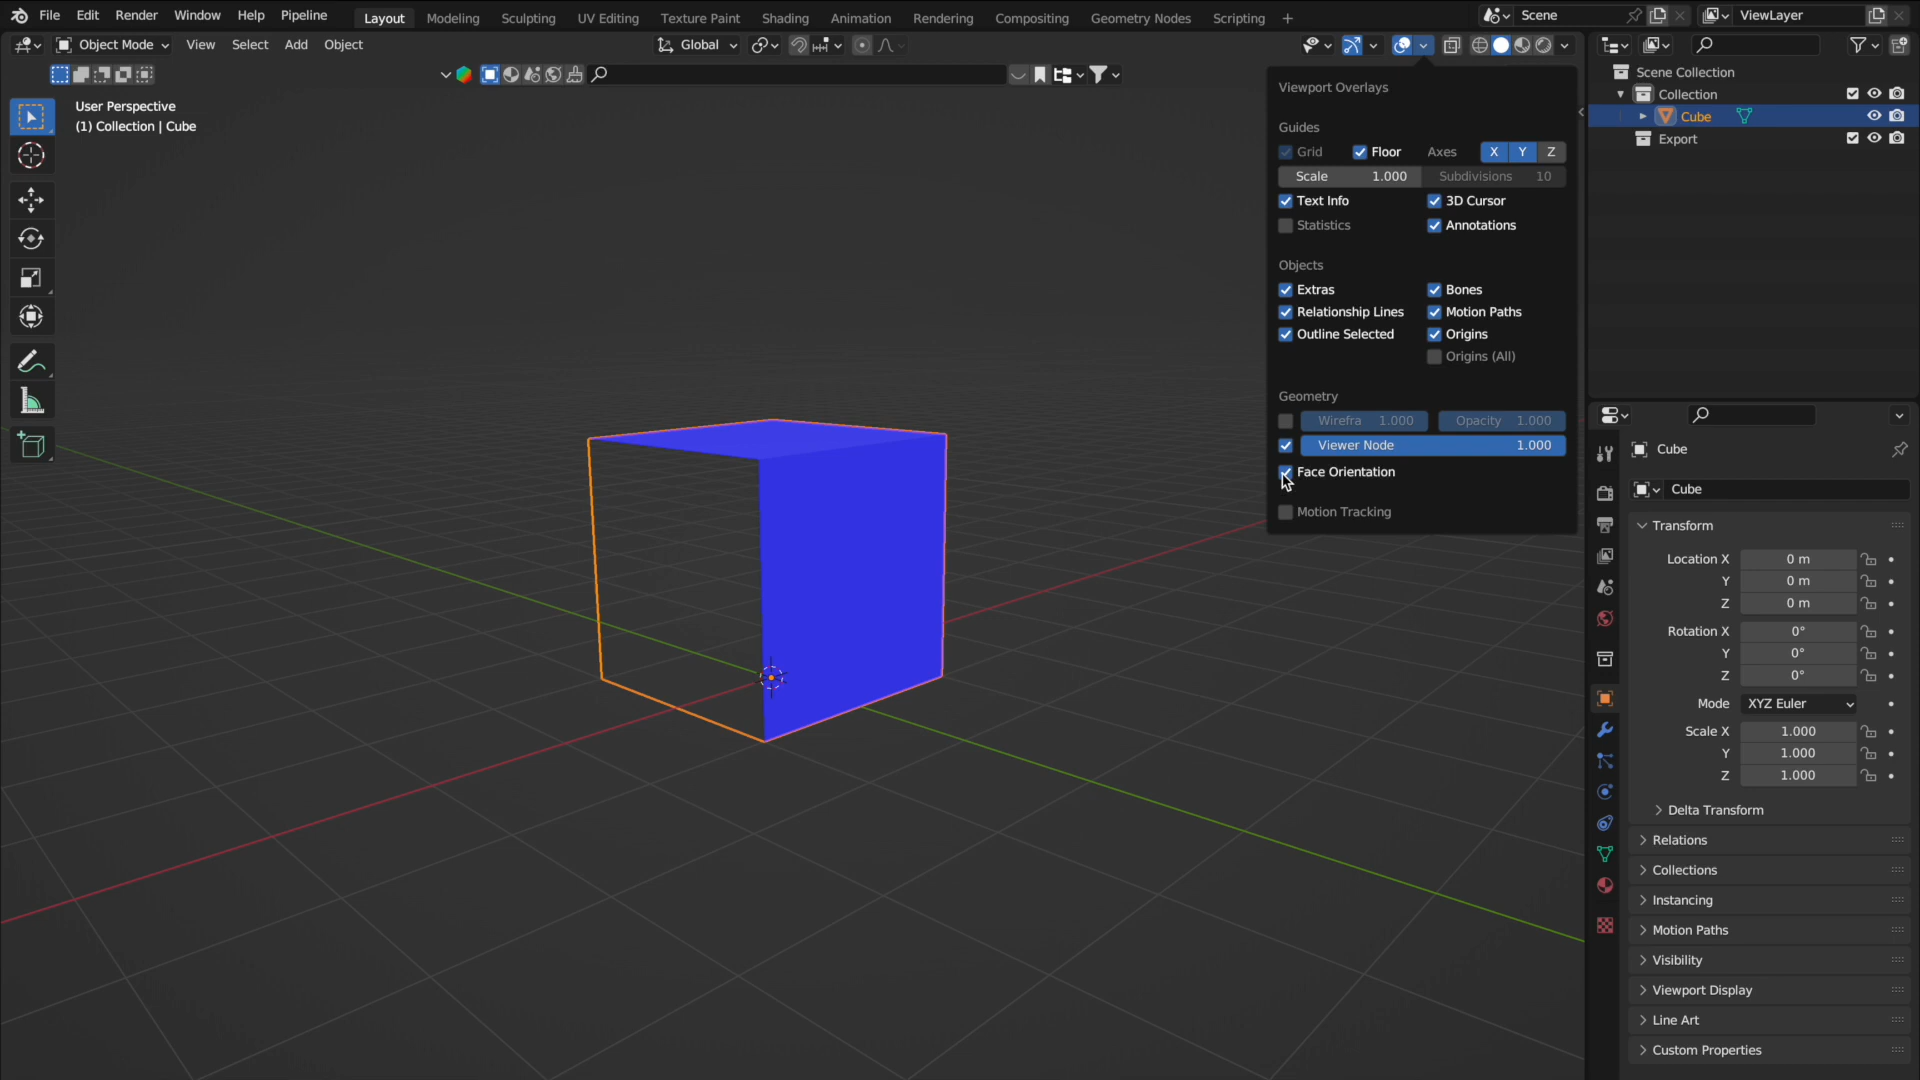 File Edit Render Window Help Pipeline Layout Modeling Sculpting UV Editing Texture Paint Shading Animation Rendering Compositing Geometry Nodes Scripting + Scene ViewLayer
Object Mode View Select Add Object Global
User Perspective
(1) Collection | Cube
Viewport Overlays
Guides
Grid Floor Axes X Y Z
Scale 1.000 Subdivisions 10
Text Info 3D Cursor
Statistics Annotations
Objects
Extras Bones
Relationship Lines Motion Paths
Outline Selected Origins
Origins (All)
Geometry
Wirefra 1.000 Opacity 1.000
Viewer Node 1.000
Face Orientation
Motion Tracking
Scene Collection
Collection
Cube
Export
Cube
Cube
Transform
Location X 0 m
Y 0 m
Z 0 m
Rotation X 0°
Y 0°
Z 0°
Mode XYZ Euler
Scale X 1.000
Y 1.000
Z 1.000
Delta Transform
Relations
Collections
Instancing
Motion Paths
Visibility
Viewport Display
Line Art
Custom Properties